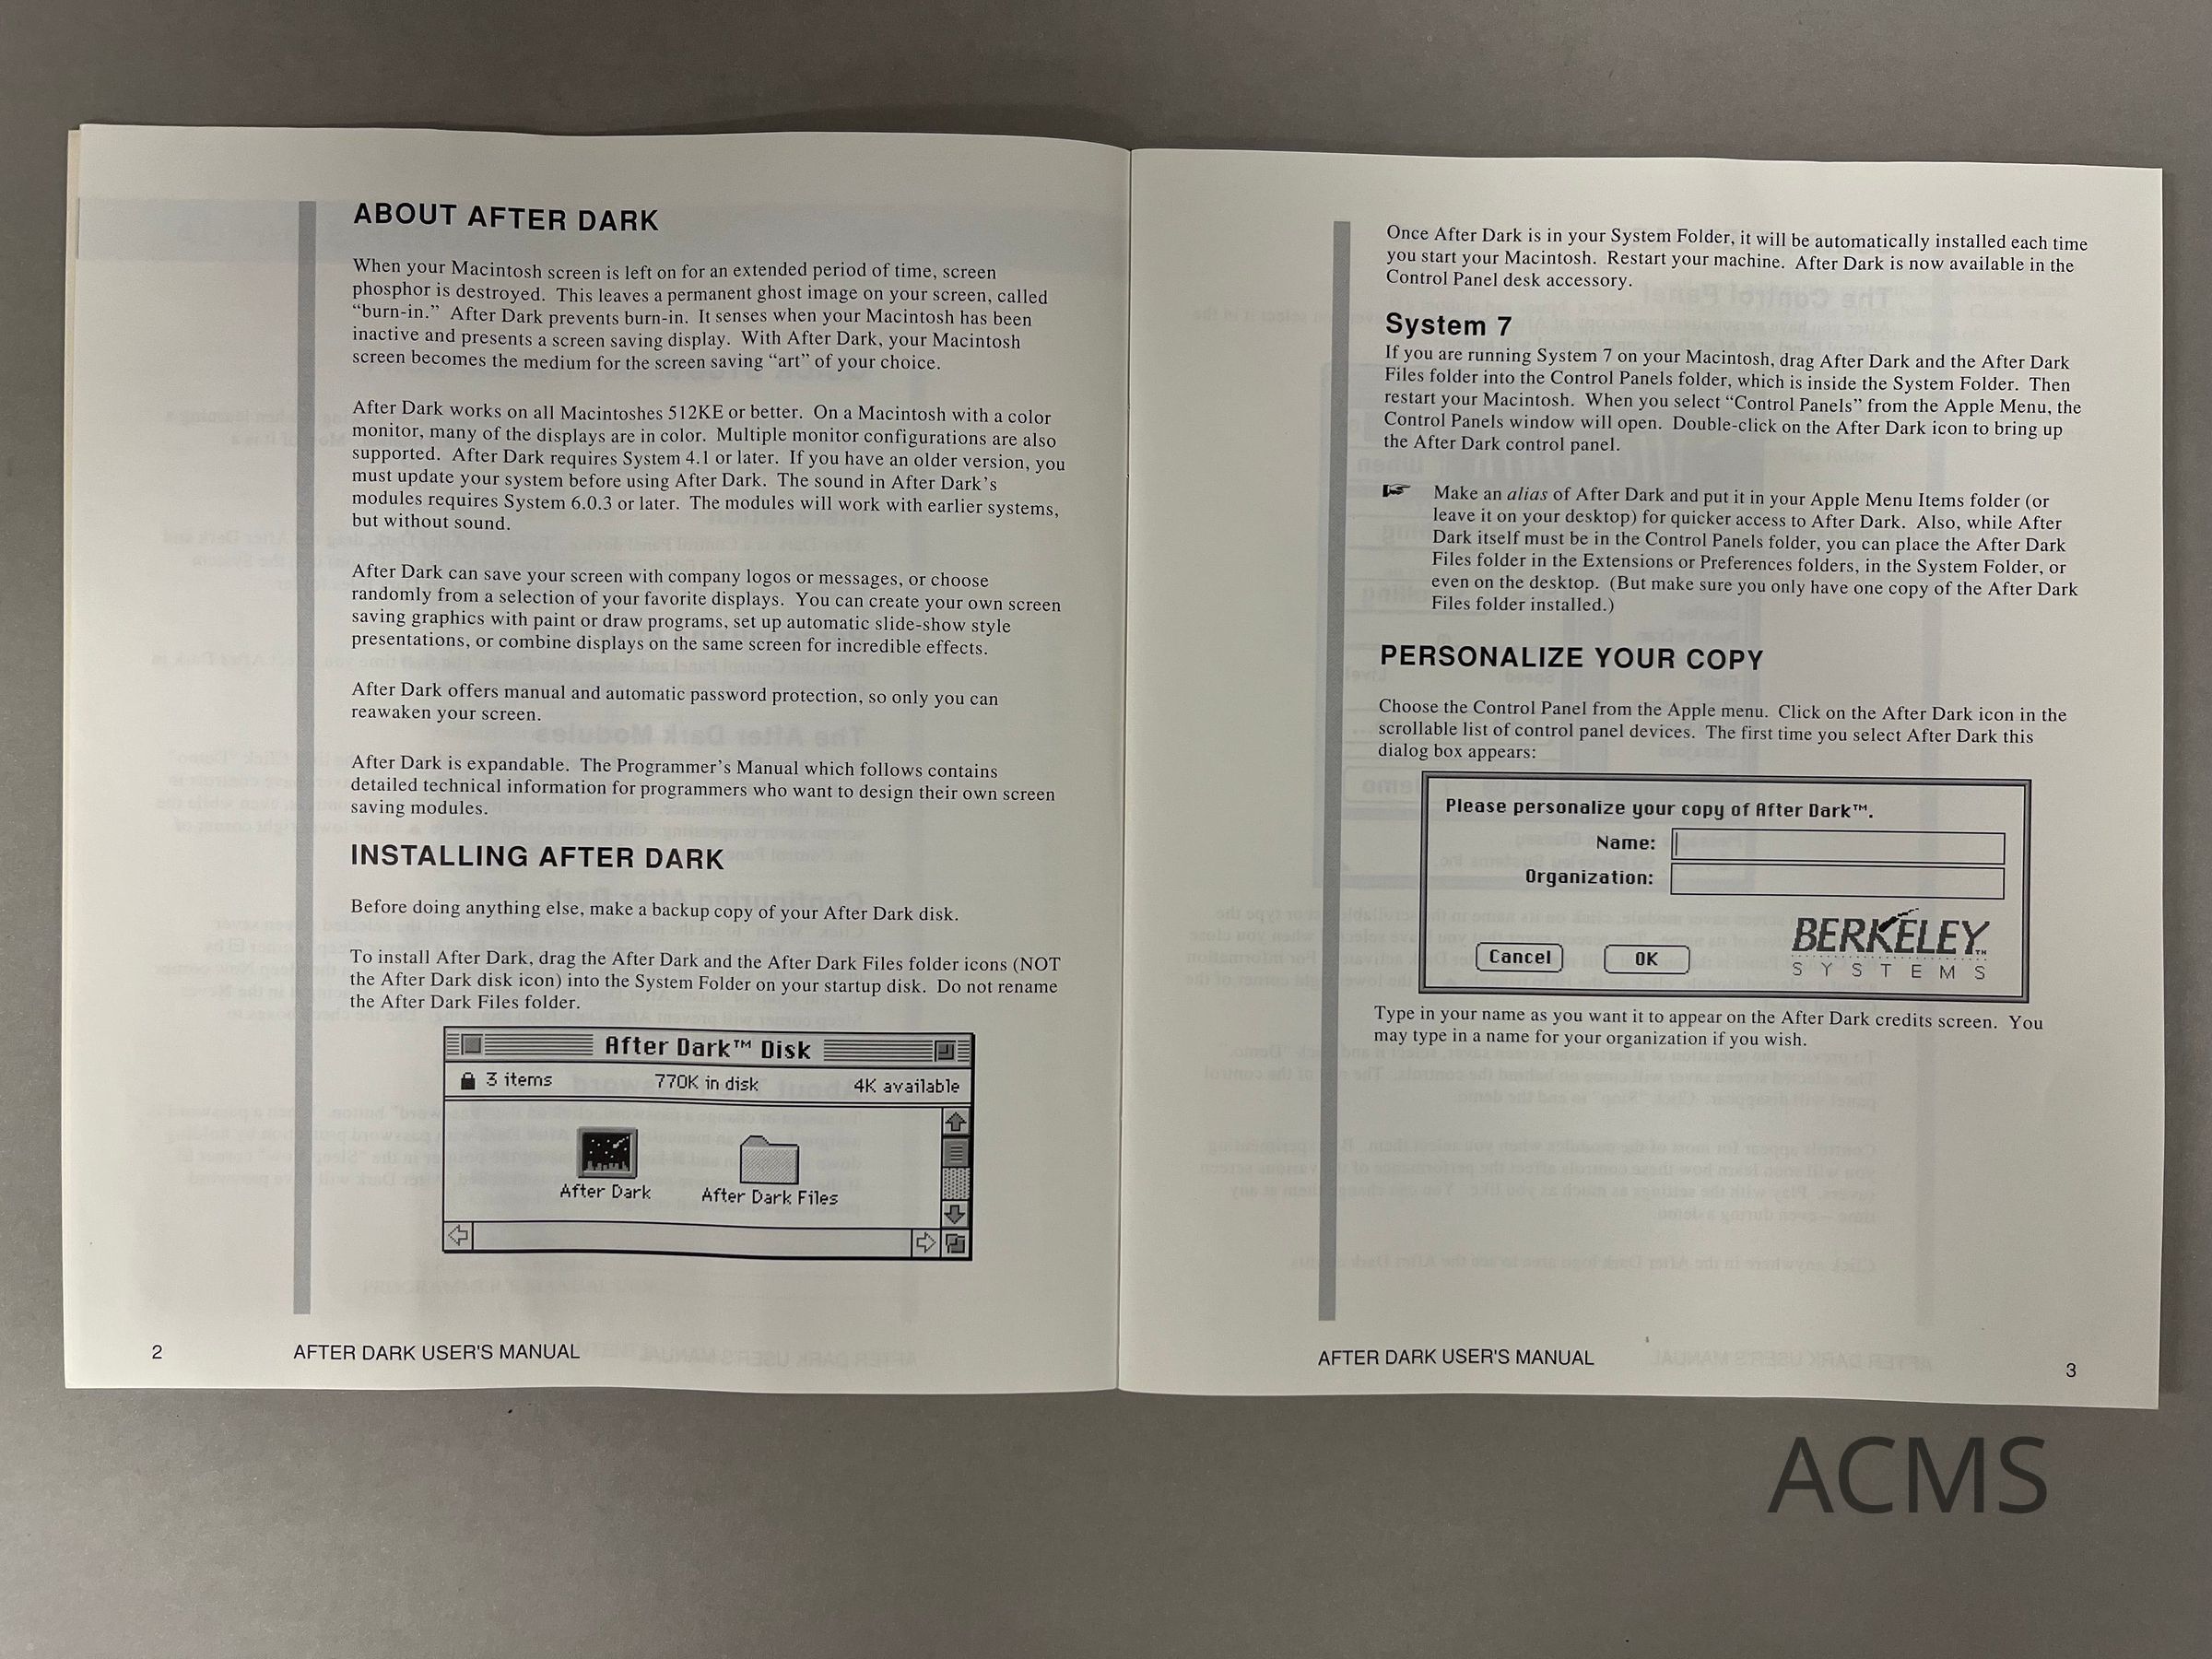 ABOUT AFTER DARK
When your Macintosh screen is left on for an extended period of time, screen
phosphor is destroyed. This leaves a permanent ghost image on your screen, called
“burn-in.” After Dark prevents burn-in. It senses when your Macintosh has been
inactive and presents a screen saving display. With After Dark, your Macintosh
screen becomes the medium for the screen saving “art” of your choice.
After Dark works on all Macintoshes 512KE or better. On a Macintosh with a color
monitor, many of the displays are in color. Multiple monitor configurations are also
supported. After Dark requires System 4.1 or later. If you have an older version, you
must update your system before using After Dark. The sound in After Dark’s
modules requires System 6.0.3 or later. The modules will work with earlier systems,
but without sound.
After Dark can save your screen with company logos or messages, or choose
randomly from a selection of your favorite displays. You can create your own screen
saving graphics with paint or draw programs, set up automatic slide-show style
presentations, or combine displays on the same screen for incredible effects.
After Dark offers manual and automatic password protection, so only you can
reawaken your screen.
After Dark is expandable. The Programmer’s Manual which follows contains
detailed technical information for programmers who want to design their own screen
saving modules.
INSTALLING AFTER DARK
Before doing anything else, make a backup copy of your After Dark disk.
To install After Dark, drag the After Dark and the After Dark Files folder icons (NOT
the After Dark disk icon) into the System Folder on your startup disk. Do not rename
the After Dark Files folder.
After Dark™ Disk
3 items 770K in disk 4K available
After Dark After Dark Files
2 AFTER DARK USER'S MANUAL
Once After Dark is in your System Folder, it will be automatically installed each time
you start your Macintosh. Restart your machine. After Dark is now available in the
Control Panel desk accessory.
System 7
If you are running System 7 on your Macintosh, drag After Dark and the After Dark
Files folder into the Control Panels folder, which is inside the System Folder. Then
restart your Macintosh. When you select “Control Panels” from the Apple Menu, the
Control Panels window will open. Double-click on the After Dark icon to bring up
the After Dark control panel.
Make an alias of After Dark and put it in your Apple Menu Items folder (or
leave it on your desktop) for quicker access to After Dark. Also, while After
Dark itself must be in the Control Panels folder, you can place the After Dark
Files folder in the Extensions or Preferences folders, in the System Folder, or
even on the desktop. (But make sure you only have one copy of the After Dark
Files folder installed.)
PERSONALIZE YOUR COPY
Choose the Control Panel from the Apple menu. Click on the After Dark icon in the
scrollable list of control panel devices. The first time you select After Dark this
dialog box appears:
Please personalize your copy of After Dark™.
Name:
Organization:
Cancel OK
BERKELEY™
SYSTEMS
Type in your name as you want it to appear on the After Dark credits screen. You
may type in a name for your organization if you wish.
AFTER DARK USER'S MANUAL 3
ACMS